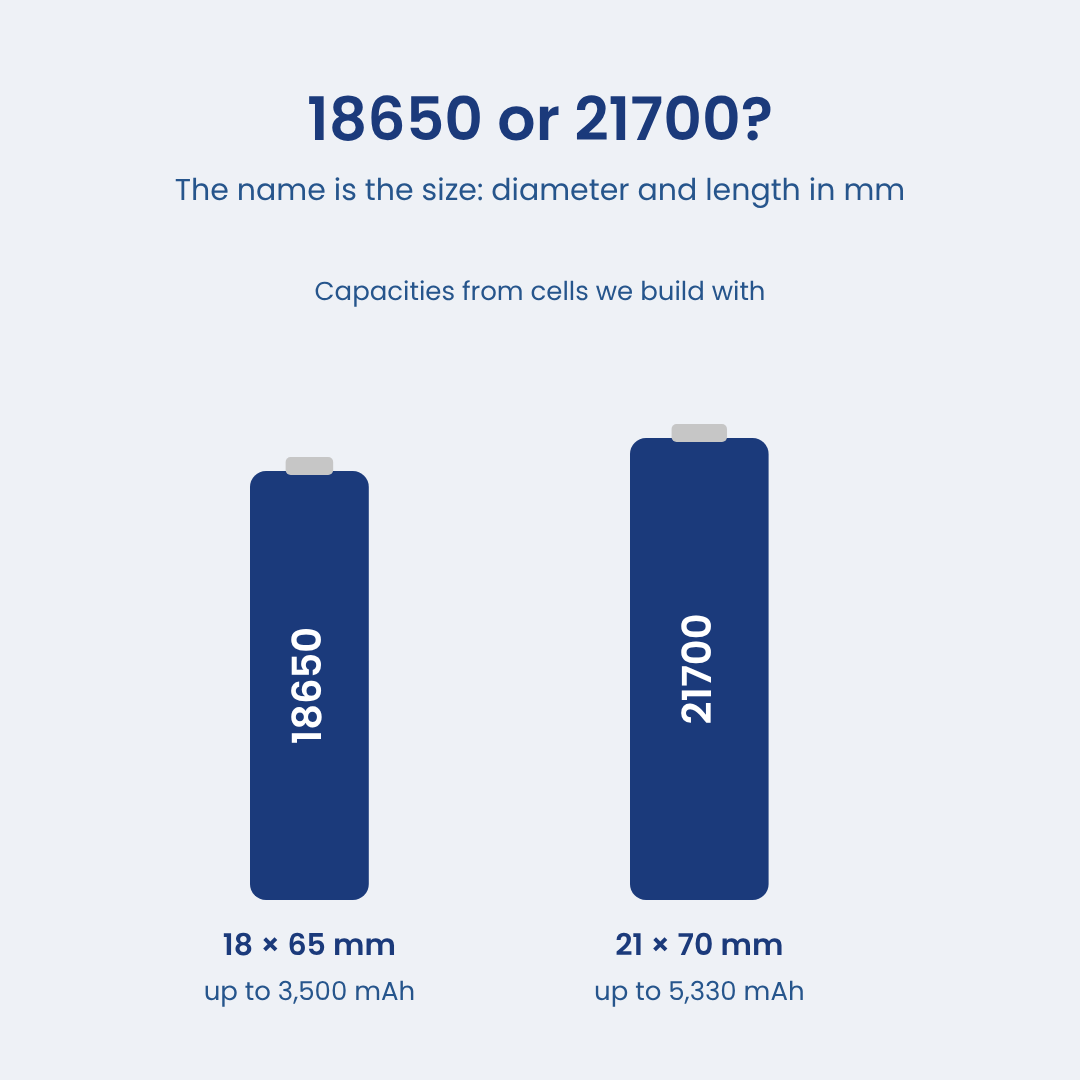 18650 or 21700?
The name is the size: diameter and length in mm
Capacities from cells we build with
18650
21700
18 × 65 mm
21 × 70 mm
up to 3,500 mAh
up to 5,330 mAh